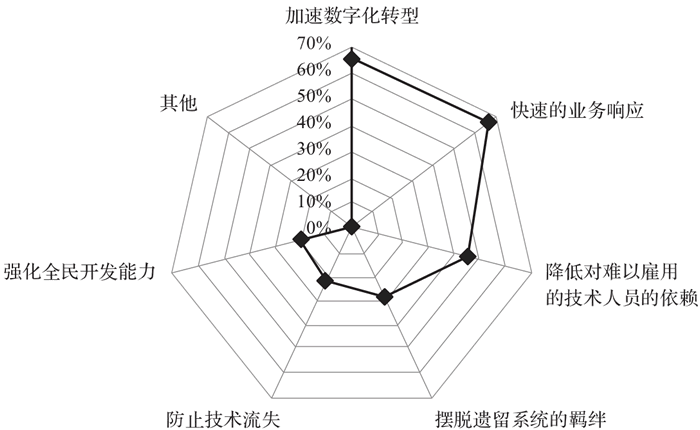 加速数字化转型
70%
60%
50%
40%
30%
20%
10%
0%
其他
快速的业务响应
强化全民开发能力
降低对难以雇用
的技术人员的依赖
防止技术流失
摆脱遗留系统的羁绊